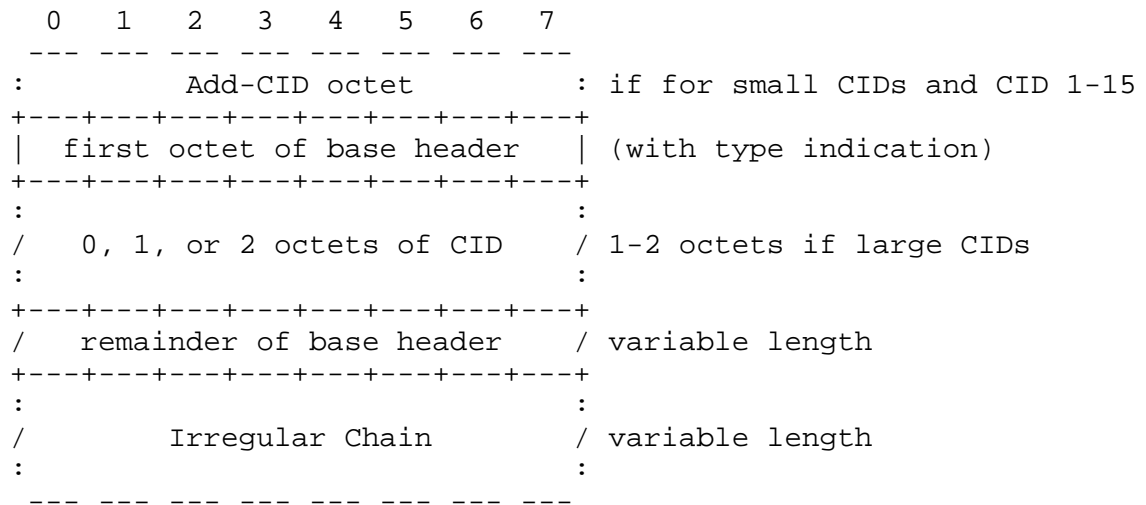 0 1 2 3 4 5 6 7
--- --- --- --- --- --- --- ---
: Add-CID octet : if for small CIDs and CID 1-15
+---+---+---+---+---+---+---+---+
| first octet of base header | (with type indication)
+---+---+---+---+---+---+---+---+
: :
/ 0, 1, or 2 octets of CID / 1-2 octets if large CIDs
: :
+---+---+---+---+---+---+---+---+
/ remainder of base header / variable length
+---+---+---+---+---+---+---+---+
: :
/ Irregular Chain / variable length
: :
--- --- --- --- --- --- --- ---